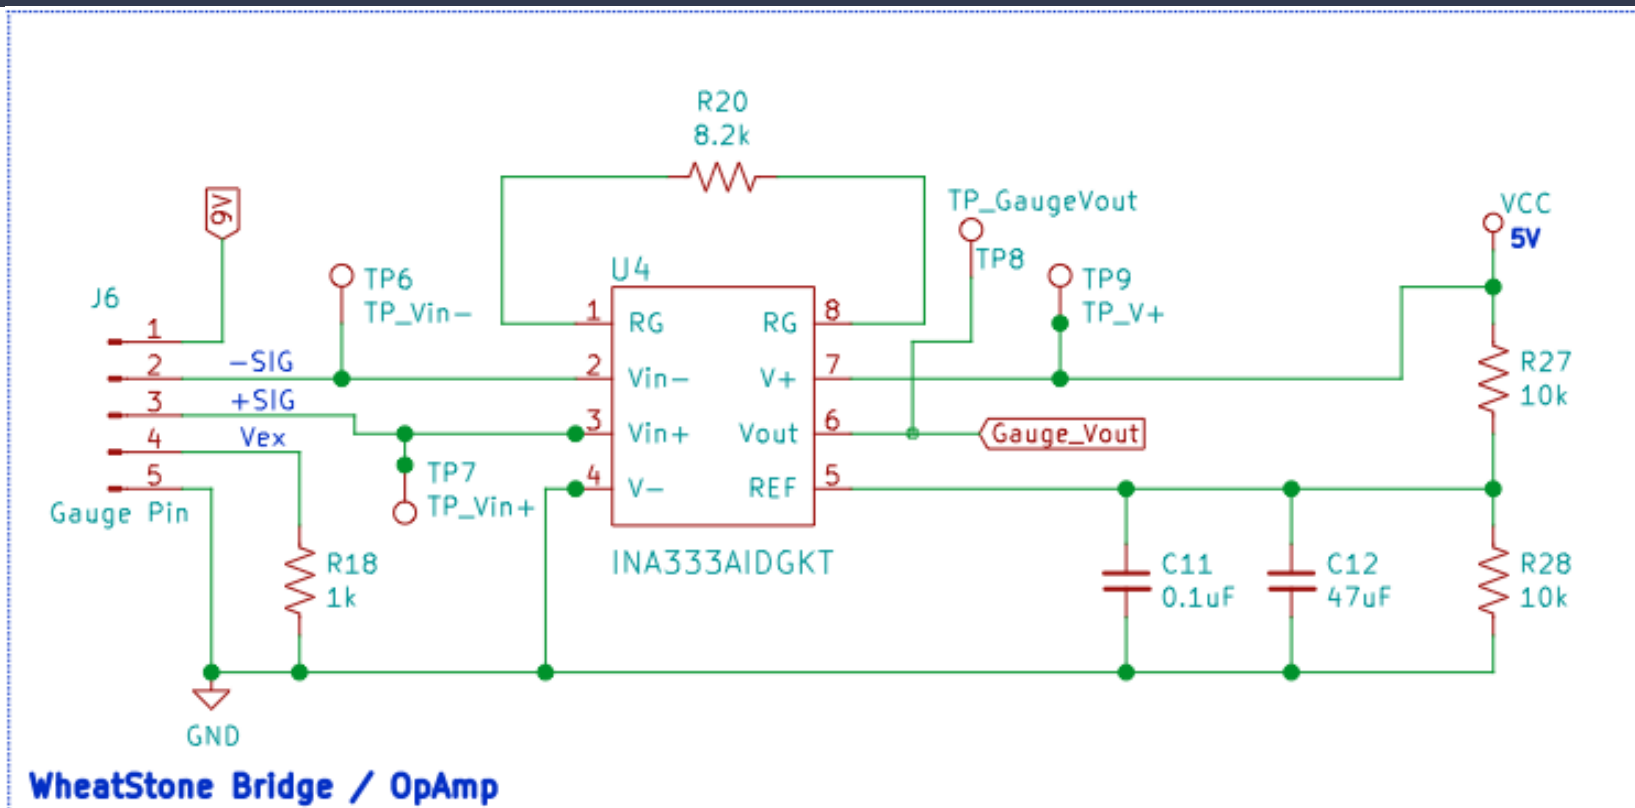 R20
8.2k
9V
TP_GaugeVout
TP8
VCC
5V
J6
TP6
TP_Vin-
U4
TP9
TP_V+
1
2
3
4
5
-SIG
+SIG
Vex
Gauge Pin
1
RG
RG
8
2
Vin-
V+
7
3
Vin+
Vout
6
4
V-
REF
5
Gauge_Vout
R27
10k
TP7
TP_Vin+
INA333AIDGKT
R18
1k
C11
0.1uF
C12
47uF
R28
10k
GND
WheatStone Bridge / OpAmp